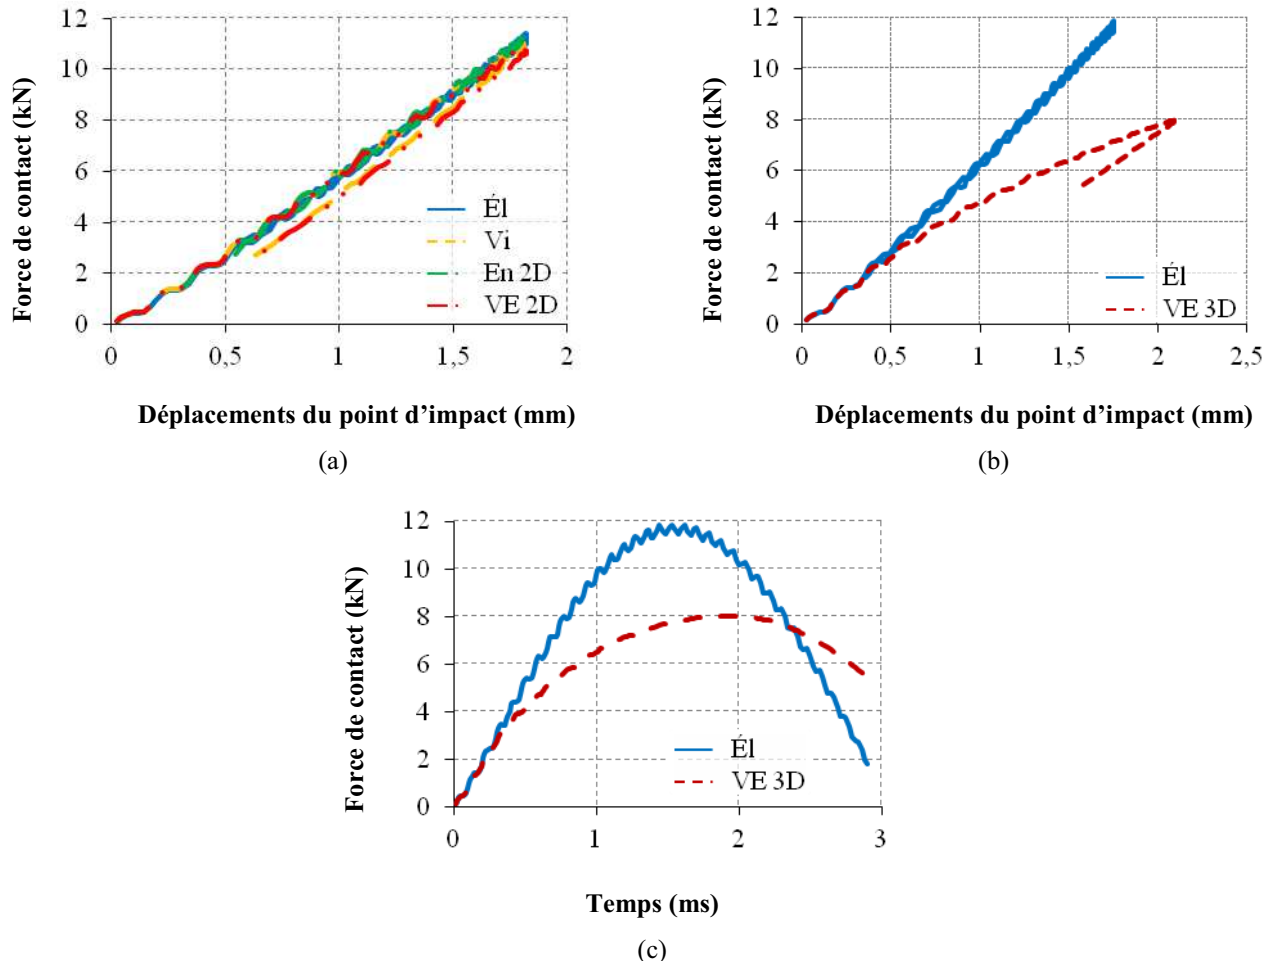 Force de contact (kN)
12
10
8
6
4
2
0
Él
Vi
En 2D
VE 2D
0 0,5 1 1,5 2
Déplacements du point d’impact (mm)
(a)
Force de contact (kN)
12
10
8
6
4
2
0
Él
VE 3D
0 0,5 1 1,5 2 2,5
Déplacements du point d’impact (mm)
(b)
Force de contact (kN)
12
10
8
6
4
2
0
Él
VE 3D
0 1 2 3
Temps (ms)
(c)